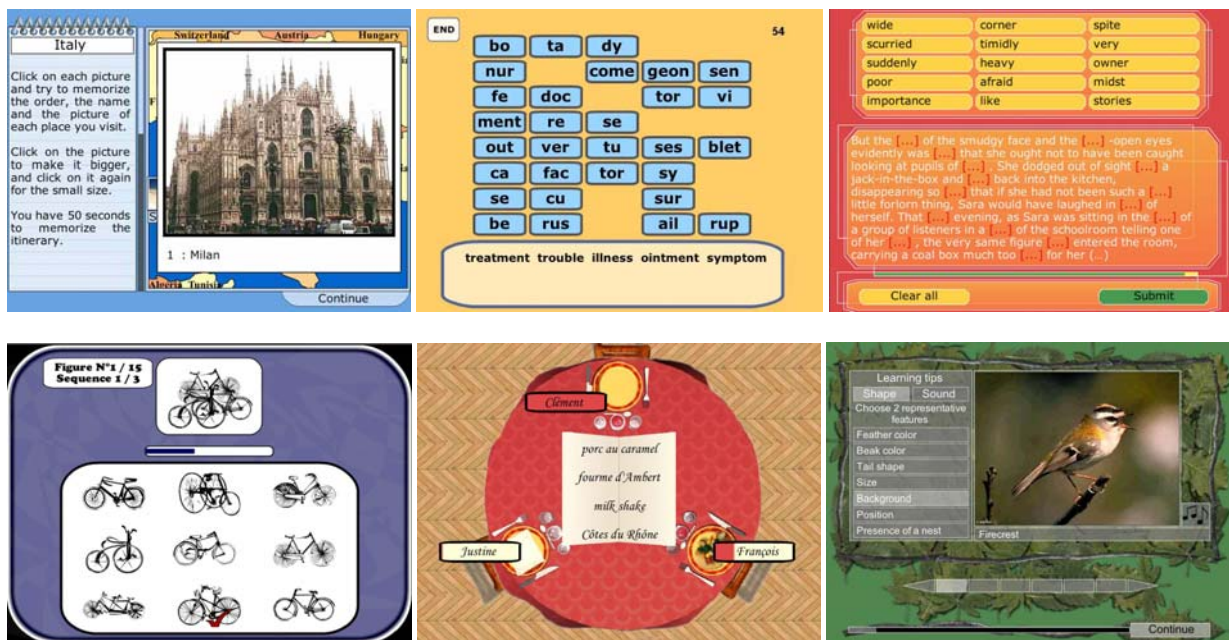 Switzerland Austria Hungary
Italy
Click on each picture
and try to memorize
the order, the name
and the picture of
each place you visit.
Click on the picture
to make it bigger,
and click on it again
for the small size.
You have 50 seconds
to memorize the
itinerary.
1 : Milan
Algeria Tunisia
Continue
END
54
bo ta dy
nur come geon sen
fe doc tor vi
ment re se
out ver tu ses blet
ca fac tor sy
se cu sur
be rus ail rup
treatment trouble illness ointment symptom
wide corner spite
scurried timidly very
suddenly heavy owner
poor afraid midst
importance like stories
But the [...] of the smudgy face and the [...] -open eyes
evidently was [...] that she ought not to have been caught
looking at pupils of [...] . She dodged out of sight [...] a
jack-in-the-box and [...] back into the kitchen,
disappearing so [...] that if she had not been such a [...]
little forlorn thing, Sara would have laughed in [...] of
herself. That [...] evening, as Sara was sitting in the [...] of
a group of listeners in a [...] of the schoolroom telling one
of her [...] , the very same figure [...] entered the room,
carrying a coal box much too [...] for her (...)
Clear all Submit
Figure N°1 / 15
Sequence 1 / 3
Clément
porc au caramel
fourme d'Ambert
milk shake
Côtes du Rhône
Justine
François
Learning tips
Shape Sound
Choose 2 representative
features
Feather color
Beak color
Tail shape
Size
Background
Position
Presence of a nest
Firecrest
Continue